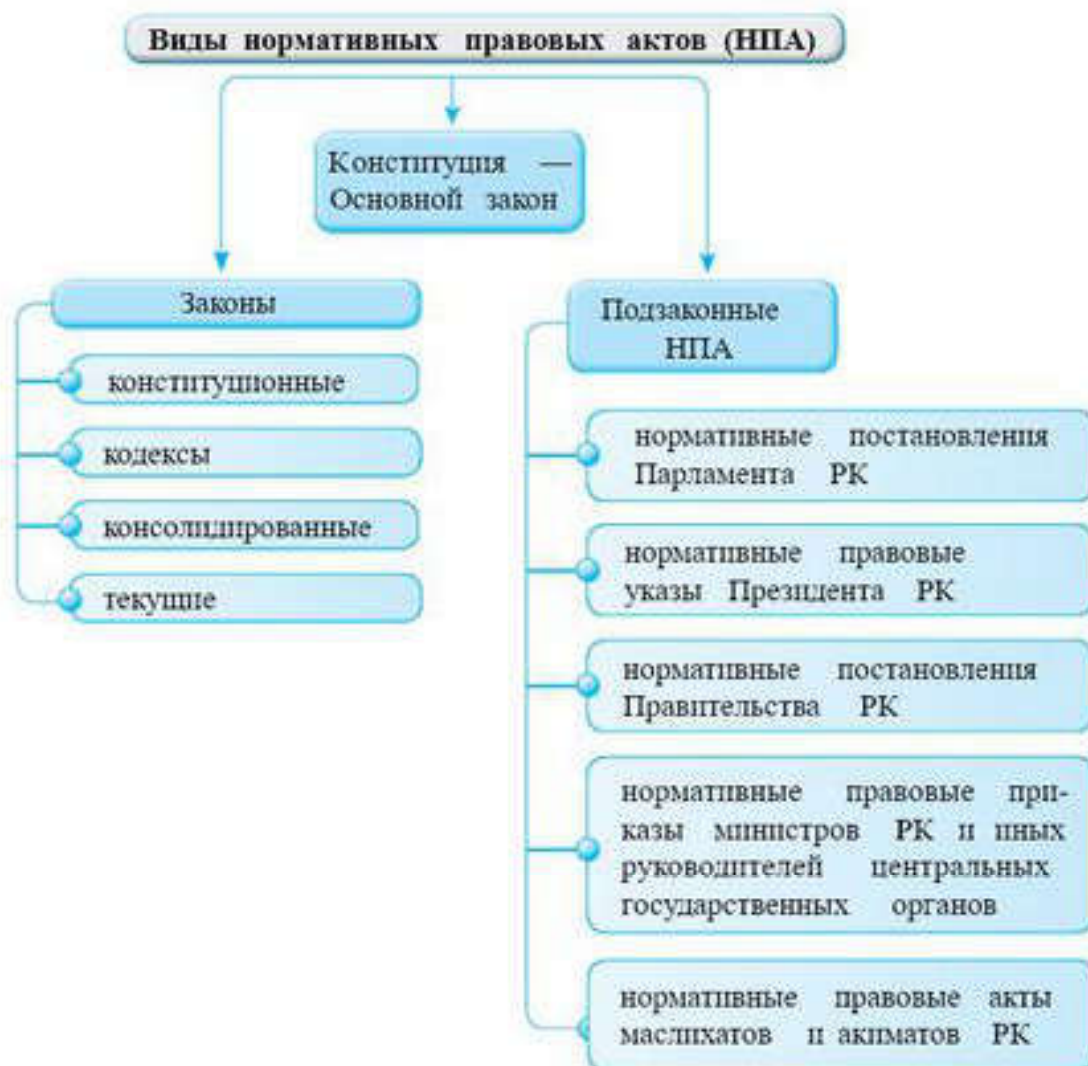 Виды нормативных правовых актов (НПА)
Конституция —
Основной закон
Законы
конституционные
кодексы
консолидированные
текущие
Подзаконные
НПА
нормативные постановления
Парламента РК
нормативные правовые
указы Президента РК
нормативные постановления
Правительства РК
нормативные правовые при-
казы министров РК и иных
руководителей центральных
государственных органов
нормативные правовые акты
маслихатов и акиматов РК